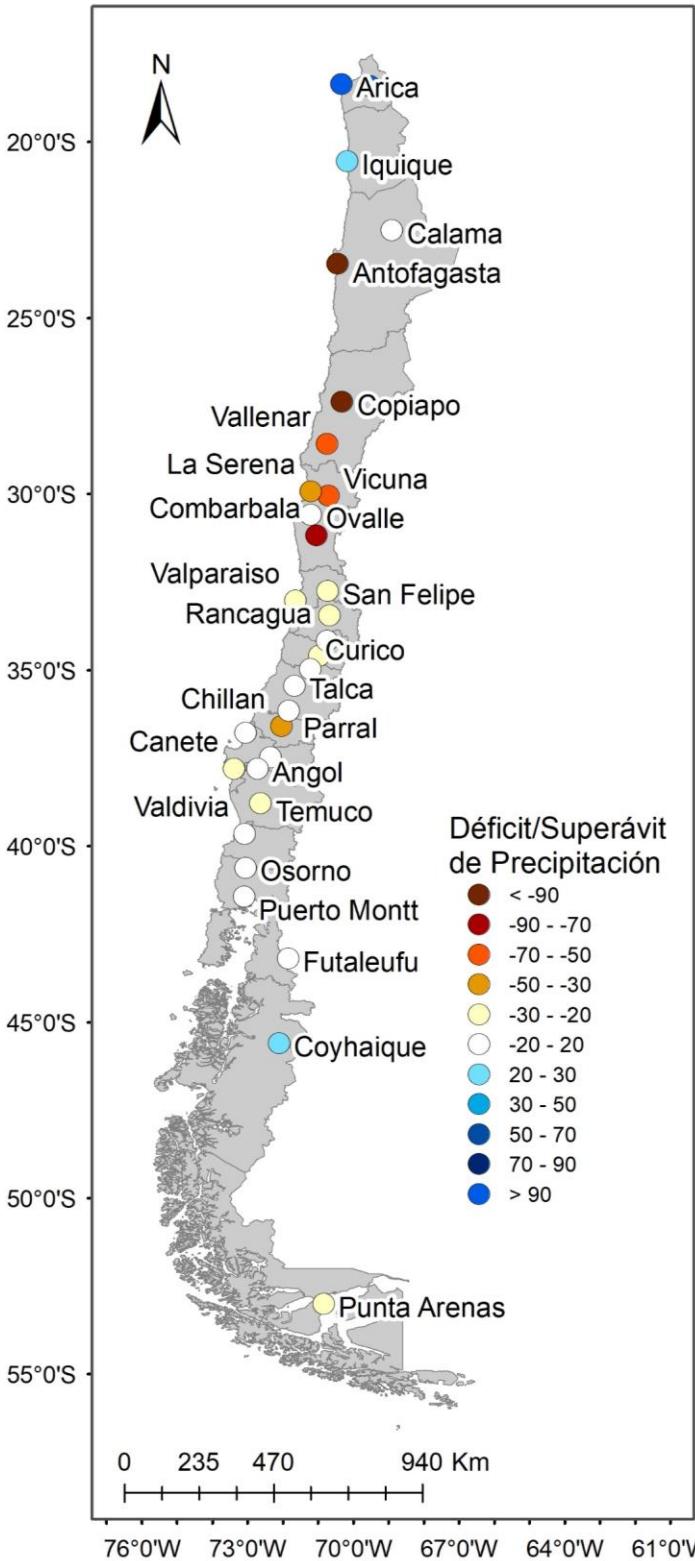 N
20°0'S
25°0'S
30°0'S
35°0'S
40°0'S
45°0'S
50°0'S
55°0'S
Arica
Iquique
Calama
Antofagasta
Copiapo
Vallenar
La Serena
Vicuna
Combarbala
Ovalle
Valparaiso
San Felipe
Rancagua
Curico
Talca
Chillan
Parral
Canete
Angol
Valdivia
Temuco
Osorno
Puerto Montt
Futaleufu
Coyhaique
Punta Arenas
Déficit/Superávit
de Precipitación
< -90
-90 - -70
-70 - -50
-50 - -30
-30 - -20
-20 - 20
20 - 30
30 - 50
50 - 70
70 - 90
> 90
0 235 470 940 Km
76°0'W 73°0'W 70°0'W 67°0'W 64°0'W 61°0'W